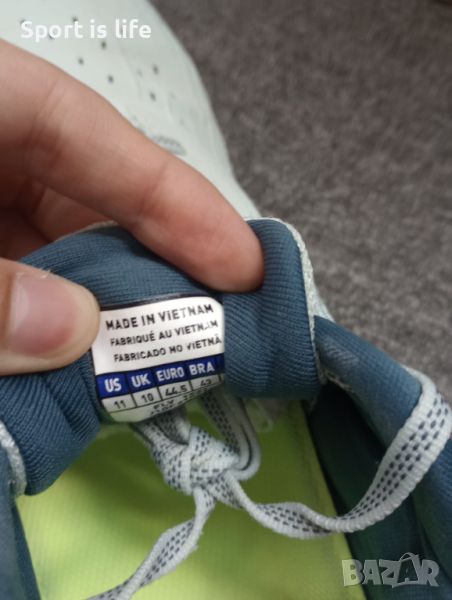 Sport is life
MADE IN VIETNAM
FABRIQUÉ AU VIETNAM
FABRICADO NO VIETNÃ
US UK EURO BRA
11 10 44.5 42
BAZAR